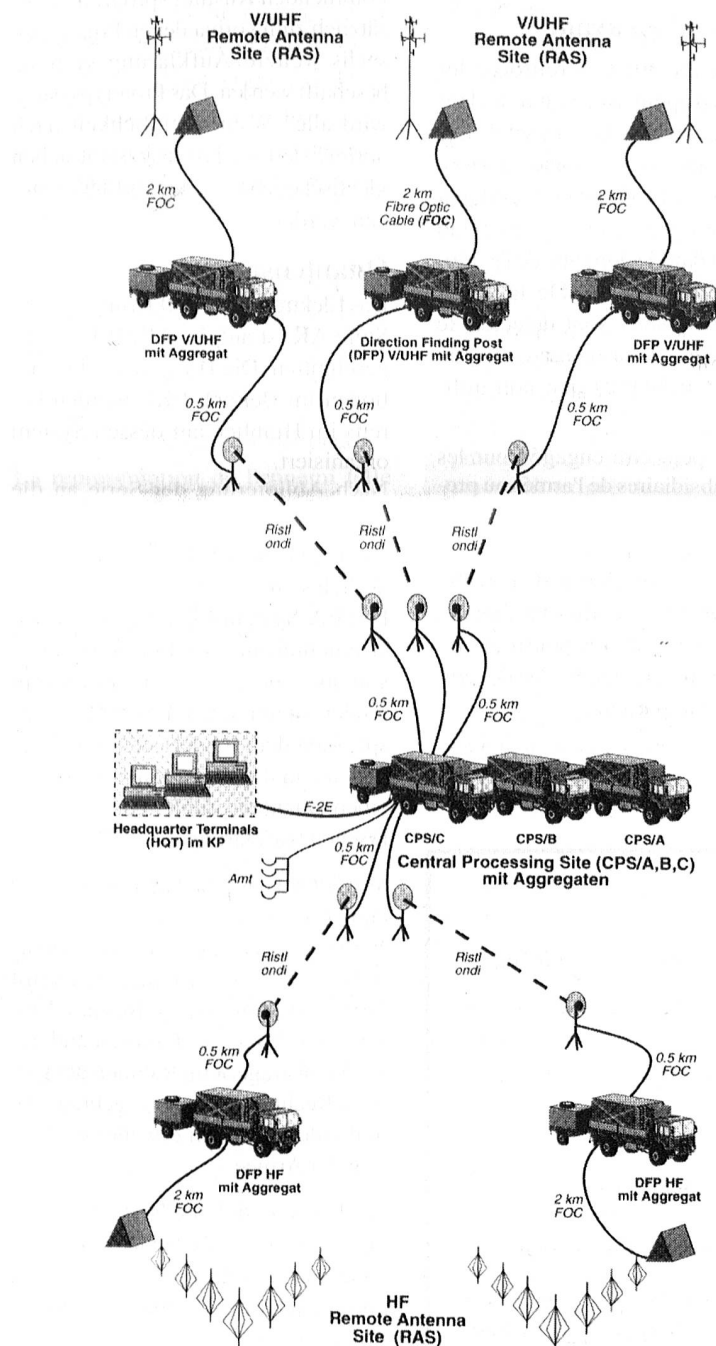 V/UHF
Remote Antenna
Site (RAS)
V/UHF
Remote Antenna
Site (RAS)
2 km
FOC
2 km
Fibre Optic
Cable (FOC)
2 km
FOC
DFP V/UHF
mit Aggregat
Direction Finding Post
(DFP) V/UHF mit Aggregat
DFP V/UHF
mit Aggregat
0.5 km
FOC
0.5 km
FOC
0.5 km
FOC
Ristl
ondi
Ristl
ondi
Ristl
ondi
0.5 km
FOC
0.5 km
FOC
Headquarter Terminals
(HQT) im KP
F-2E
CPS/C
CPS/B
CPS/A
Central Processing Site (CPS/A,B,C)
mit Aggregaten
Amt
0.5 km
FOC
Ristl
ondi
Ristl
ondi
0.5 km
FOC
0.5 km
FOC
DFP HF
mit Aggregat
DFP HF
mit Aggregat
2 km
FOC
2 km
FOC
HF
Remote Antenna
Site (RAS)